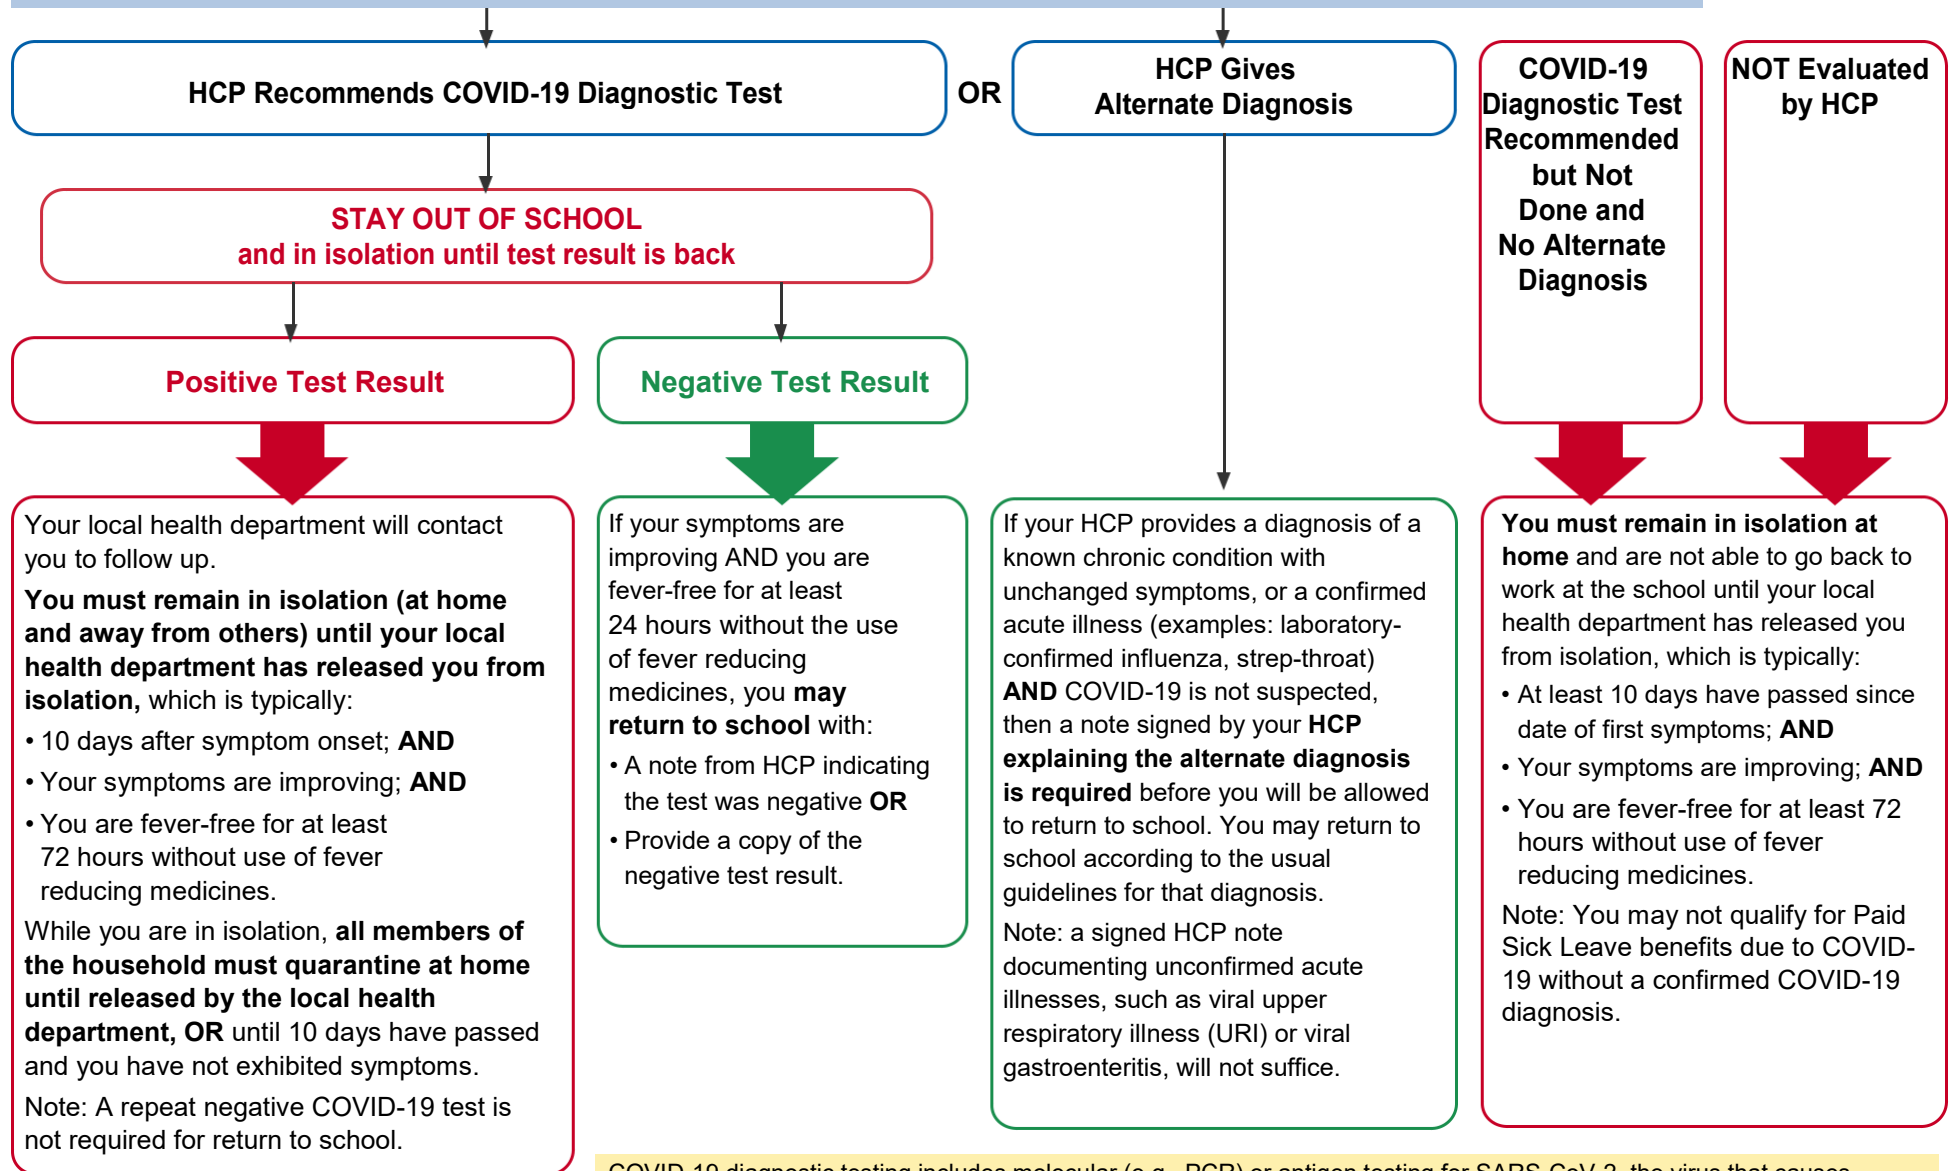 HCP Recommends COVID-19 Diagnostic Test
OR
HCP Gives
Alternate Diagnosis
COVID-19
Diagnostic Test
Recommended
but Not
Done and
No Alternate
Diagnosis
NOT Evaluated
by HCP
STAY OUT OF SCHOOL
and in isolation until test result is back
Positive Test Result
Negative Test Result
Your local health department will contact
you to follow up.
You must remain in isolation (at home
and away from others) until your local
health department has released you from
isolation, which is typically:
• 10 days after symptom onset; AND
• Your symptoms are improving; AND
• You are fever-free for at least
72 hours without use of fever
reducing medicines.
While you are in isolation, all members of
the household must quarantine at home
until released by the local health
department, OR until 10 days have passed
and you have not exhibited symptoms.
Note: A repeat negative COVID-19 test is
not required for return to school.
If your symptoms are
improving AND you are
fever-free for at least
24 hours without the use
of fever reducing
medicines, you may
return to school with:
• A note from HCP indicating
the test was negative OR
• Provide a copy of the
negative test result.
If your HCP provides a diagnosis of a
known chronic condition with
unchanged symptoms, or a confirmed
acute illness (examples: laboratory-
confirmed influenza, strep-throat)
AND COVID-19 is not suspected,
then a note signed by your HCP
explaining the alternate diagnosis
is required before you will be allowed
to return to school. You may return to
school according to the usual
guidelines for that diagnosis.
Note: a signed HCP note
documenting unconfirmed acute
illnesses, such as viral upper
respiratory illness (URI) or viral
gastroenteritis, will not suffice.
You must remain in isolation at
home and are not able to go back to
work at the school until your local
health department has released you
from isolation, which is typically:
• At least 10 days have passed since
date of first symptoms; AND
• Your symptoms are improving; AND
• You are fever-free for at least 72
hours without use of fever
reducing medicines.
Note: You may not qualify for Paid
Sick Leave benefits due to COVID-
19 without a confirmed COVID-19
diagnosis.
COVID-19 diagnostic testing includes molecular (e.g., PCR) or antigen testing for SARS-CoV-2, the virus that causes